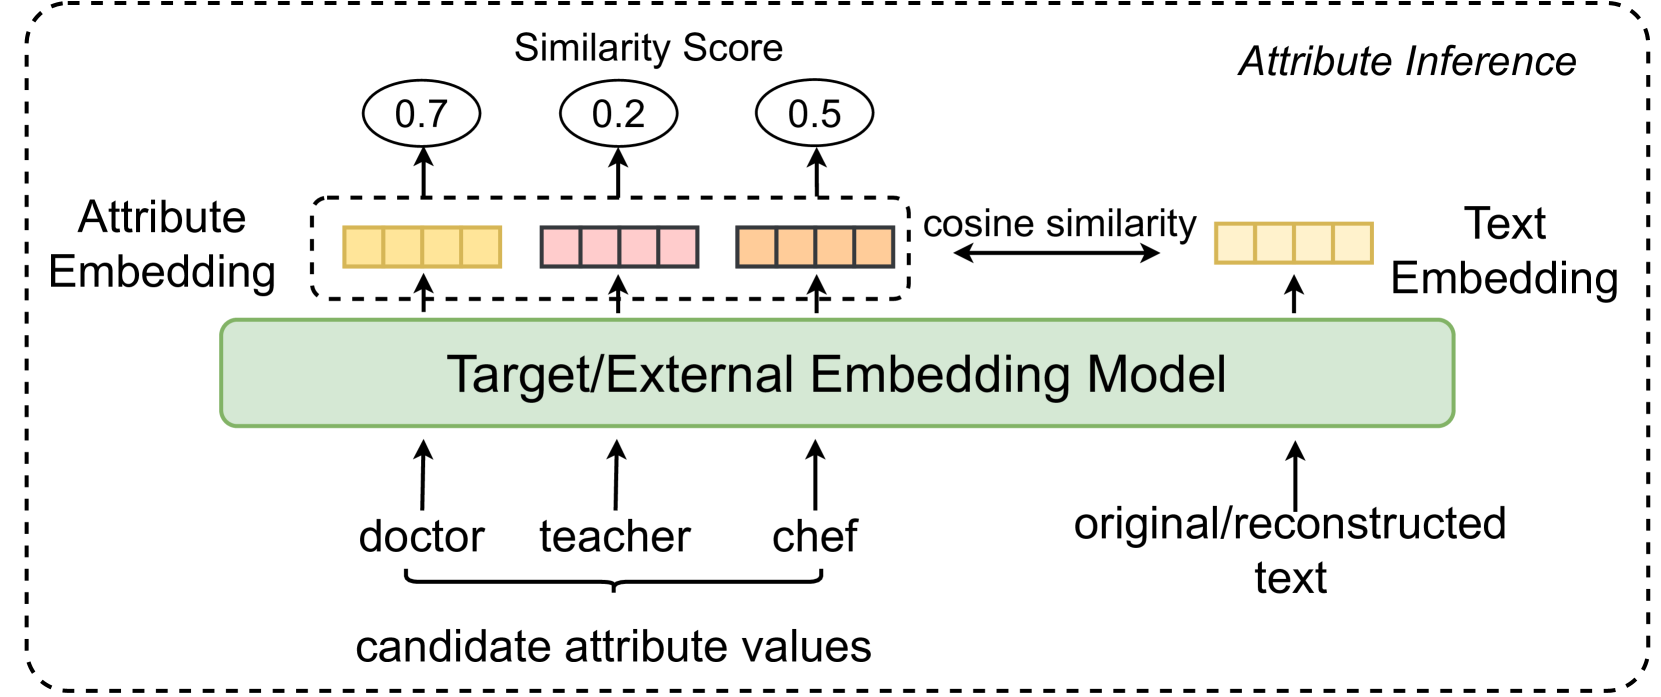 Similarity Score
Attribute Inference
0.7
0.2
0.5
Attribute
Embedding
cosine similarity
Text
Embedding
Target/External Embedding Model
doctor
teacher
chef
original/reconstructed
text
candidate attribute values